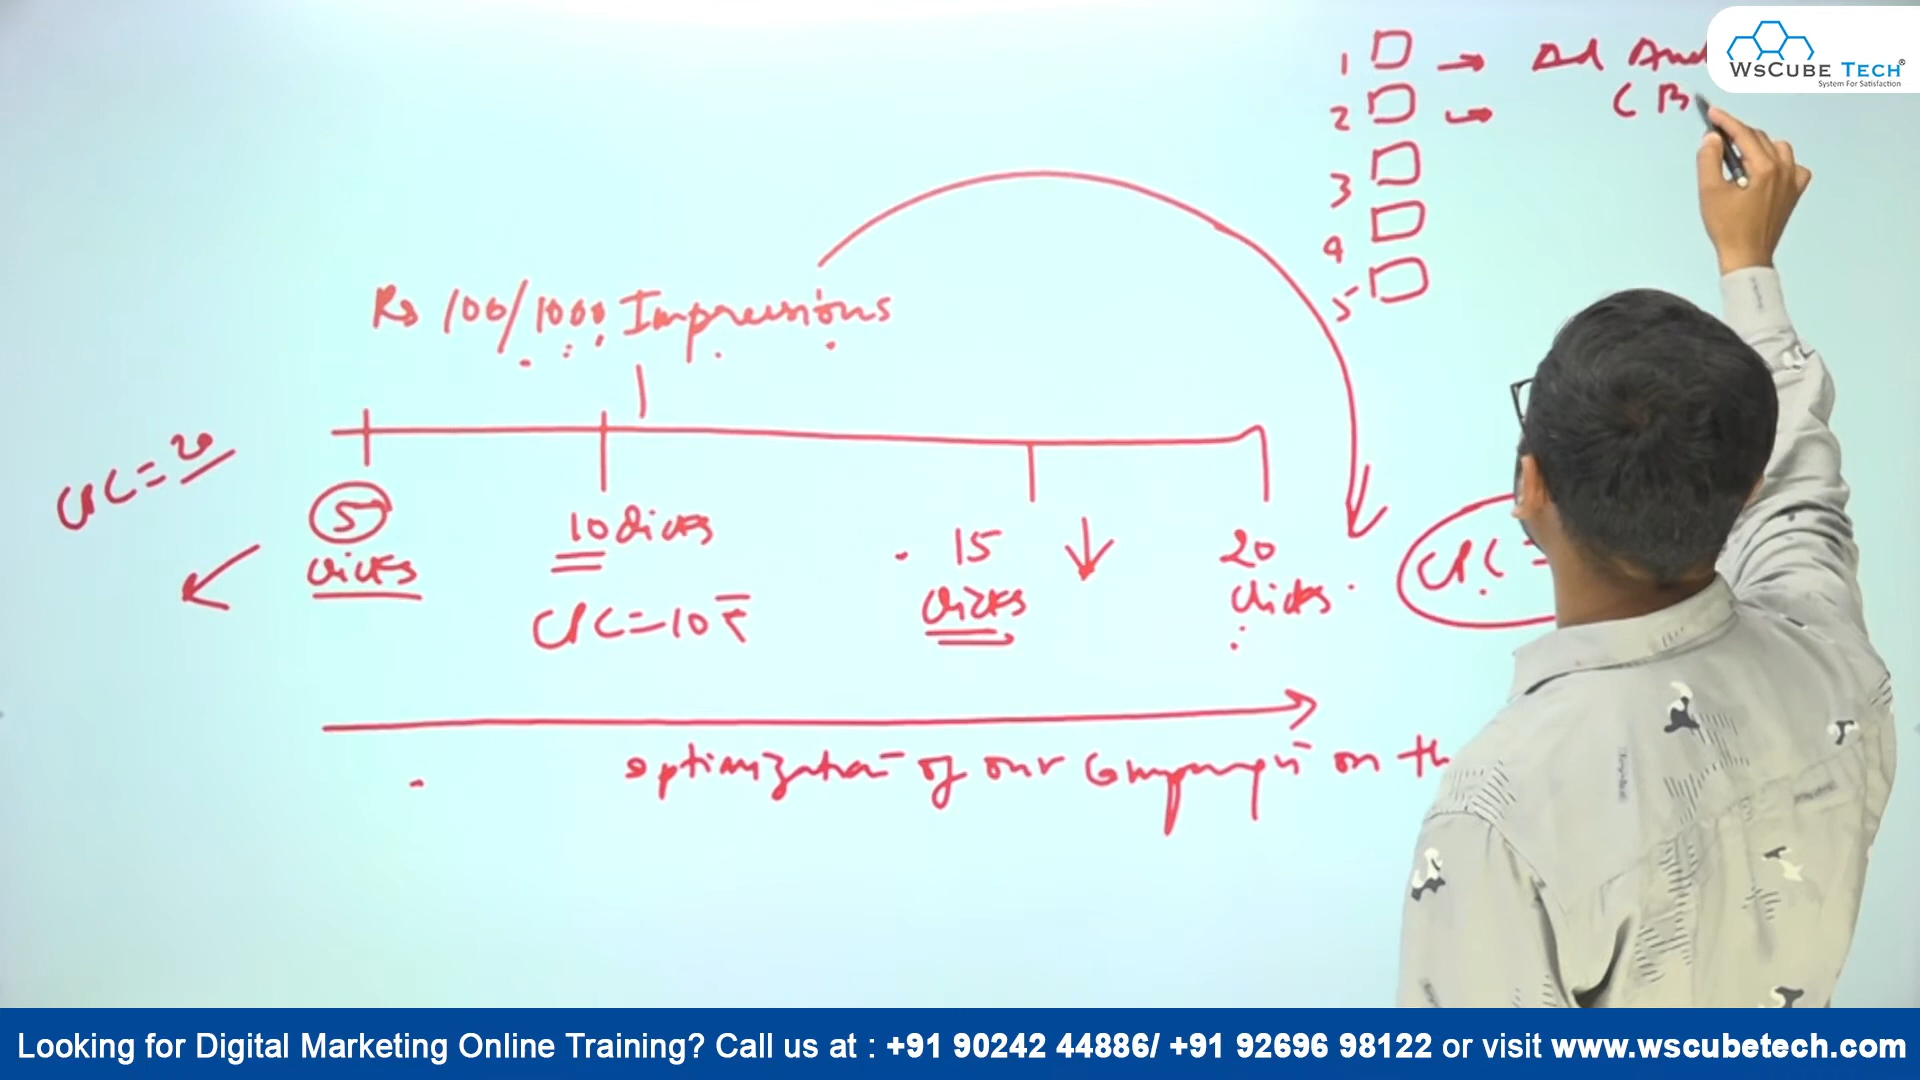 1 → Ad
WsCube Tech®
System For Satisfaction
2 → ( B
3
4
5
Rs 100/1000 Impressions
CPC = 20
5 clicks
10 clicks
CPC = 10 ₹
15 clicks
20 clicks
CPC =
optimization of our Campaign on th
Looking for Digital Marketing Online Training? Call us at : +91 90244 44886/ +91 92696 98122 or visit www.wscubetech.com